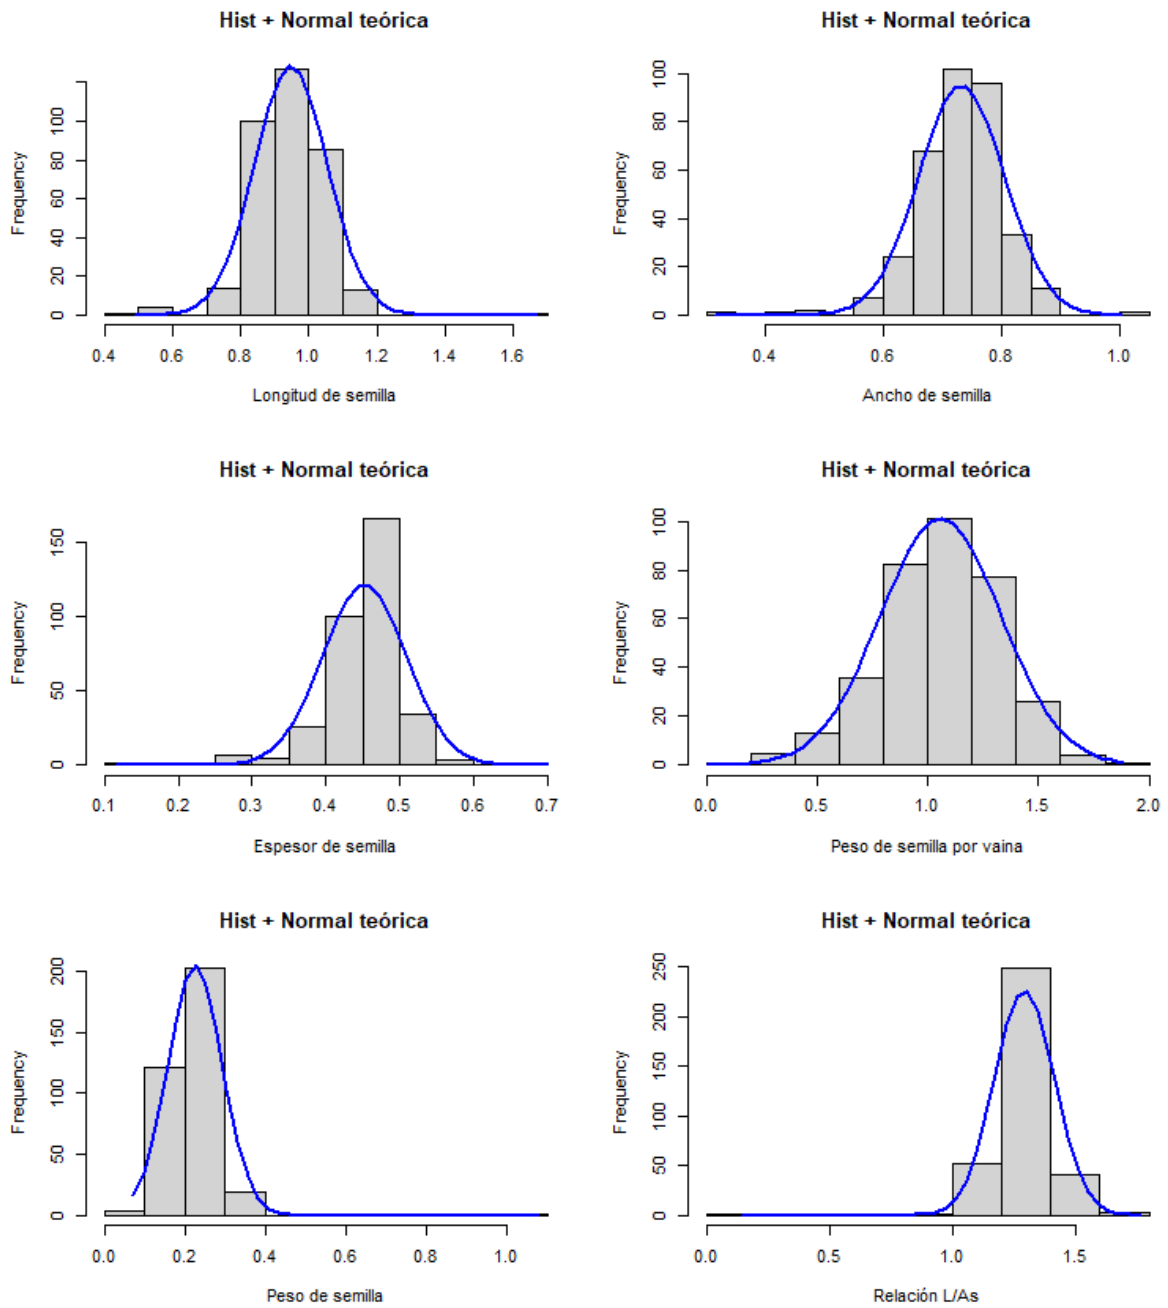 Hist + Normal teórica
Frequency
0 20 40 60 80 100
0.4 0.6 0.8 1.0 1.2 1.4 1.6
Longitud de semilla
Hist + Normal teórica
Frequency
0 20 40 60 80 100
0.4 0.6 0.8 1.0
Ancho de semilla
Hist + Normal teórica
Frequency
0 50 100 150
0.1 0.2 0.3 0.4 0.5 0.6 0.7
Espesor de semilla
Hist + Normal teórica
Frequency
0 20 40 60 80 100
0.0 0.5 1.0 1.5 2.0
Peso de semilla por vaina
Hist + Normal teórica
Frequency
0 50 100 150 200
0.0 0.2 0.4 0.6 0.8 1.0
Peso de semilla
Hist + Normal teórica
Frequency
0 50 100 150 200 250
0.0 0.5 1.0 1.5
Relación L/As